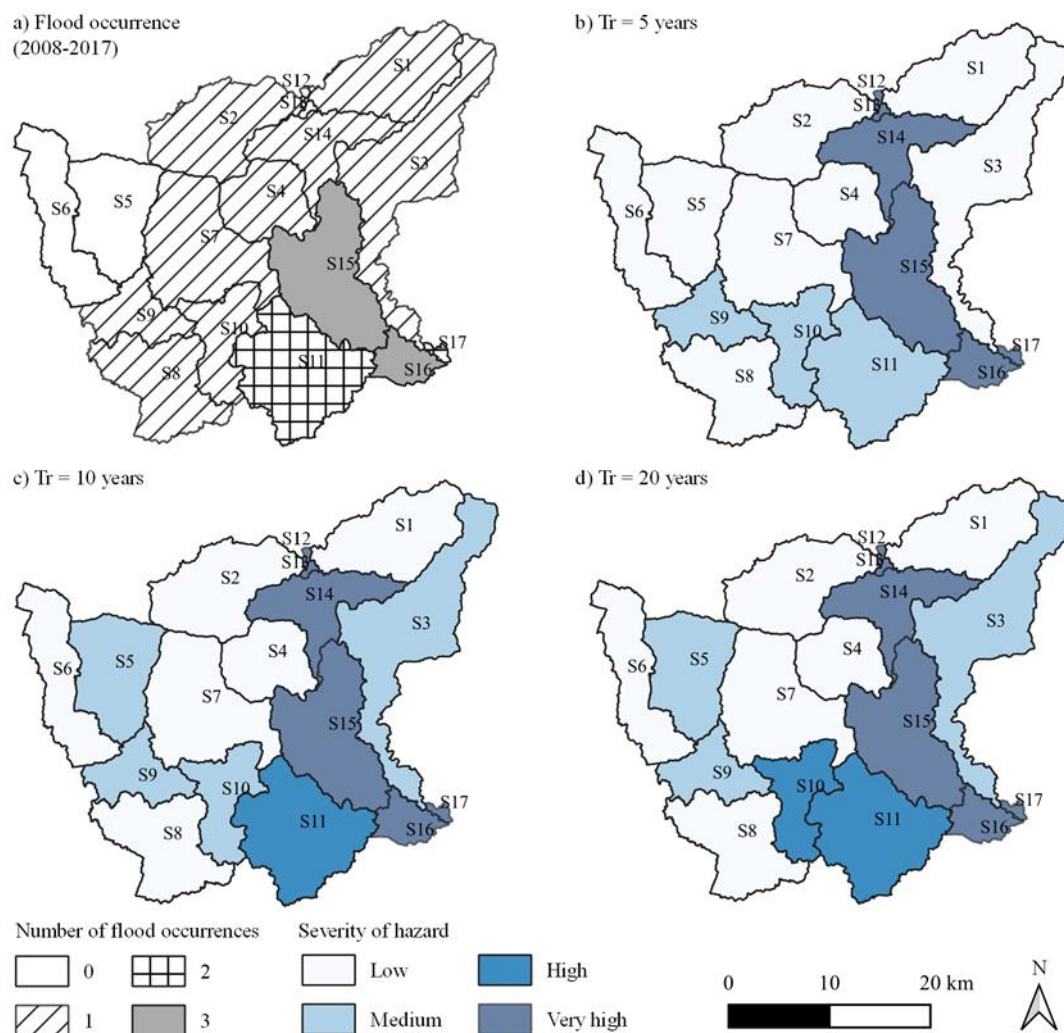 a) Flood occurrence
(2008-2017)
S1
S12
S13
S2
S14
S3
S4
S5
S6
S7
S15
S9
S10
S11
S17
S16
S8
b) Tr = 5 years
S12
S1
S13
S2
S14
S3
S4
S5
S6
S7
S15
S9
S10
S17
S11
S16
S8
c) Tr = 10 years
S1
S12
S13
S2
S14
S3
S4
S5
S6
S7
S15
S9
S10
S17
S11
S16
S8
d) Tr = 20 years
S1
S12
S13
S2
S14
S3
S4
S5
S6
S7
S15
S9
S10
S17
S11
S16
S8
Number of flood occurrences
0
2
1
3
Severity of hazard
Low
High
Medium
Very high
0 10 20 km
N